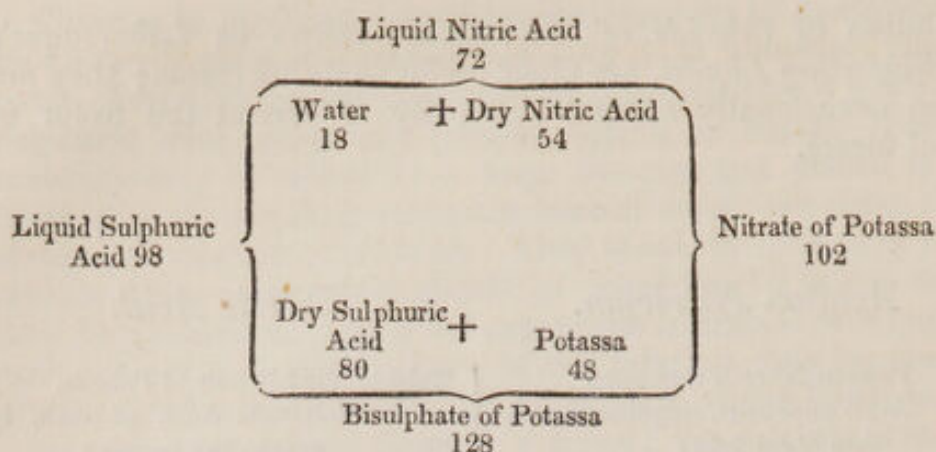 Liquid Nitric Acid
72
Water + Dry Nitric Acid
18 54
Liquid Sulphuric
Acid 98
Nitrate of Potassa
102
Dry Sulphuric
Acid + Potassa
80 48
Bisulphate of Potassa
128